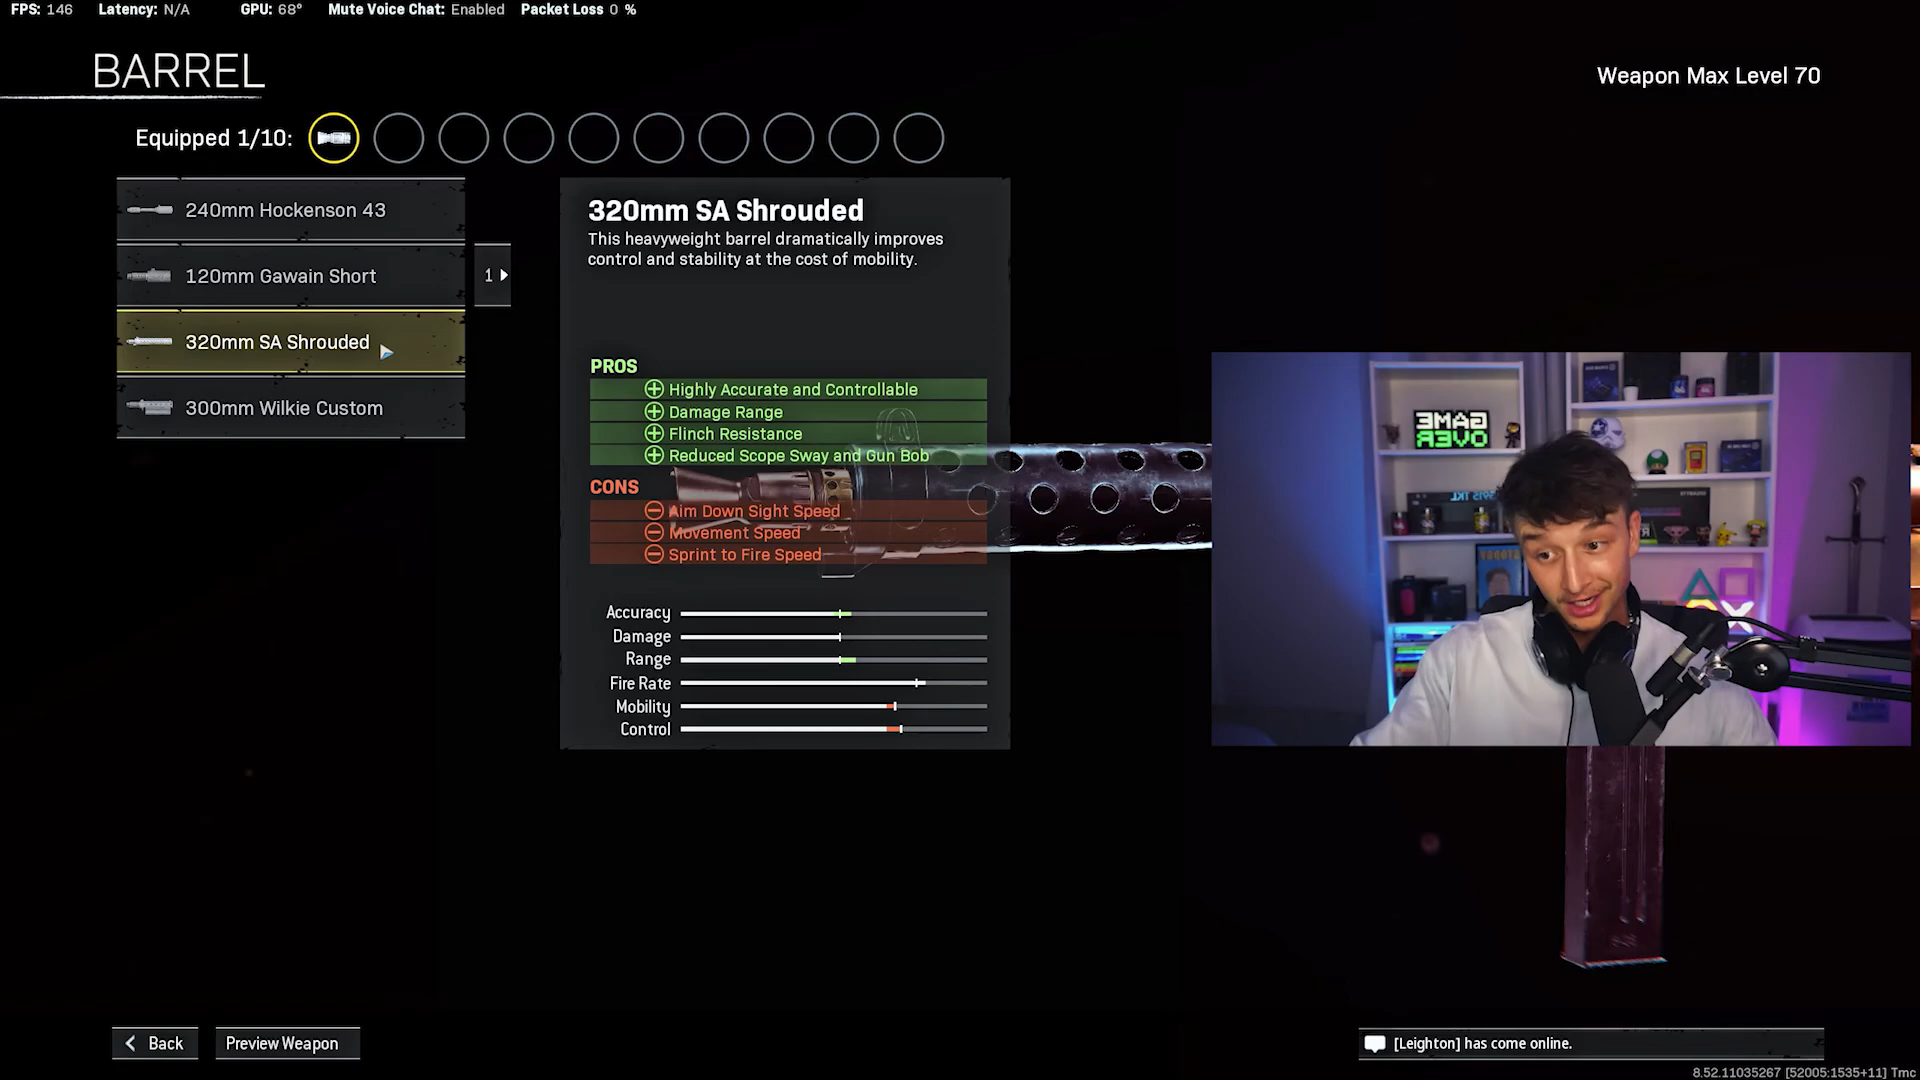 FPS: 146 Latency: N/A GPU: 68° Mute Voice Chat: Enabled Packet Loss 0 %
BARREL
Weapon Max Level 70
Equipped 1/10:
240mm Hockenson 43
120mm Gawain Short
1
320mm SA Shrouded
300mm Wilkie Custom
320mm SA Shrouded
This heavyweight barrel dramatically improves
control and stability at the cost of mobility.
PROS
Highly Accurate and Controllable
Damage Range
Flinch Resistance
Reduced Scope Sway and Gun Bob
CONS
Aim Down Sight Speed
Movement Speed
Sprint to Fire Speed
Accuracy
Damage
Range
Fire Rate
Mobility
Control
GAME
OVER
Back
Preview Weapon
[Leighton] has come online.
8.52.11035267 [52005:1535+11] Tmc